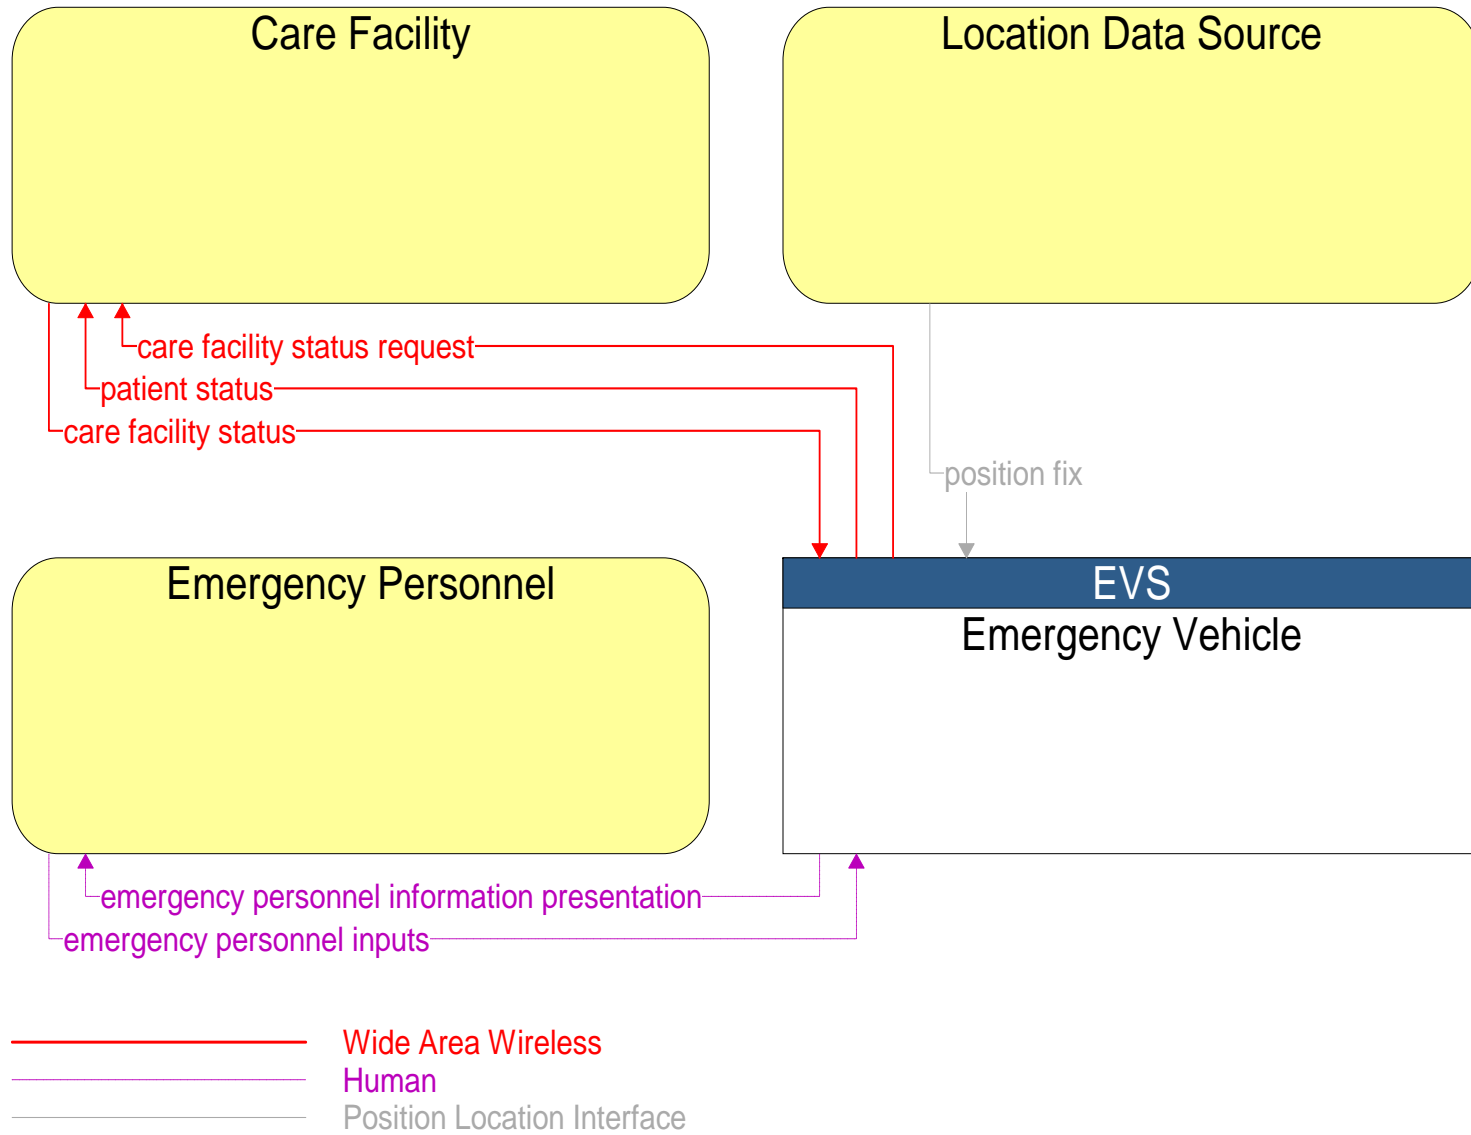 Care Facility
Location Data Source
care facility status request
patient status
care facility status
position fix
Emergency Personnel
EVS
Emergency Vehicle
emergency personnel information presentation
emergency personnel inputs
Wide Area Wireless
Human
Position Location Interface